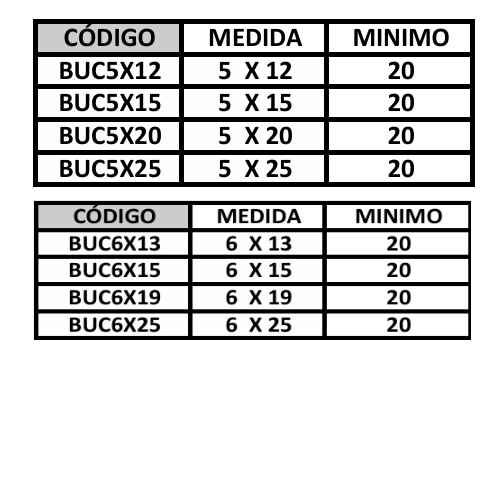 CÓDIGO MEDIDA MINIMO
BUC5X12 5 X 12 20
BUC5X15 5 X 15 20
BUC5X20 5 X 20 20
BUC5X25 5 X 25 20
CÓDIGO MEDIDA MINIMO
BUC6X13 6 X 13 20
BUC6X15 6 X 15 20
BUC6X19 6 X 19 20
BUC6X25 6 X 25 20